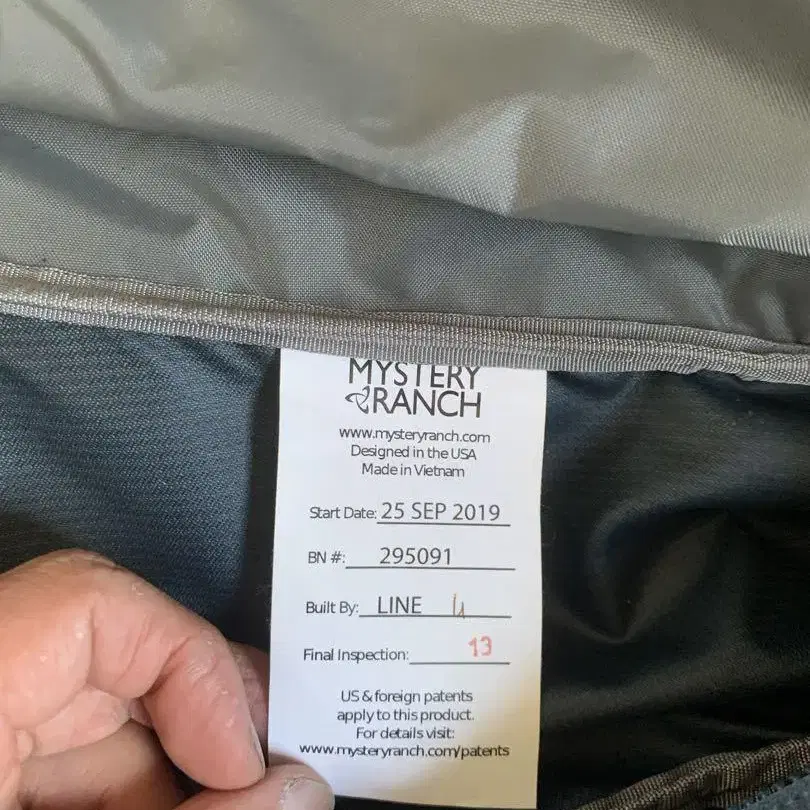 MYSTERY
RANCH
www.mysteryranch.com
Designed in the USA
Made in Vietnam
Start Date: 25 SEP 2019
BN #: 295091
Built By: LINE 4
Final Inspection: 13
US & foreign patents
apply to this product.
For details visit:
www.mysteryranch.com/patents